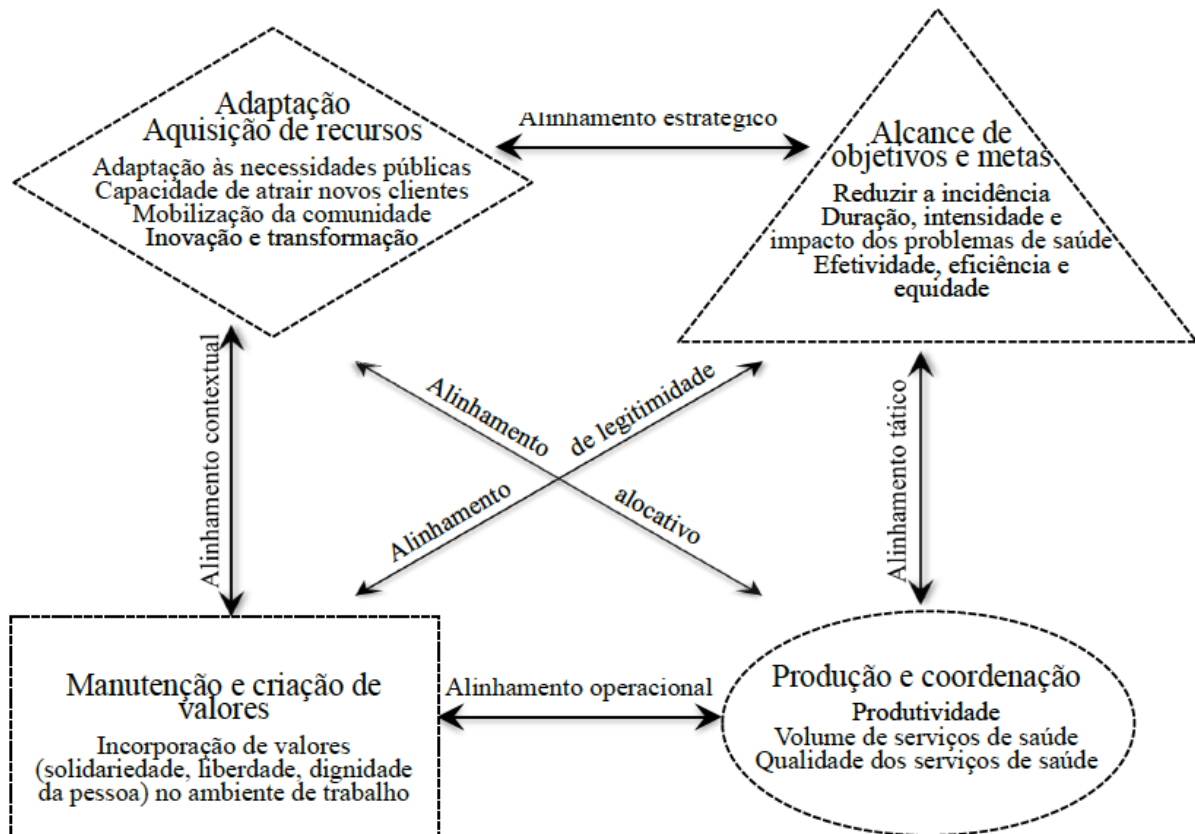 Adaptação
Aquisição de recursos
Adaptação às necessidades públicas
Capacidade de atrair novos clientes
Mobilização da comunidade
Inovação e transformação
Alinhamento estratégico
Alcance de
objetivos e metas
Reduzir a incidência
Duração, intensidade e
impacto dos problemas de saúde
Efetividade, eficiência e
equidade
Alinhamento contextual
Alinhamento
alocativo
Alinhamento
de legitimidade
Alinhamento tático
Manutenção e criação de
valores
Incorporação de valores
(solidariedade, liberdade, dignidade
da pessoa) no ambiente de trabalho
Alinhamento operacional
Produção e coordenação
Produtividade
Volume de serviços de saúde
Qualidade dos serviços de saúde